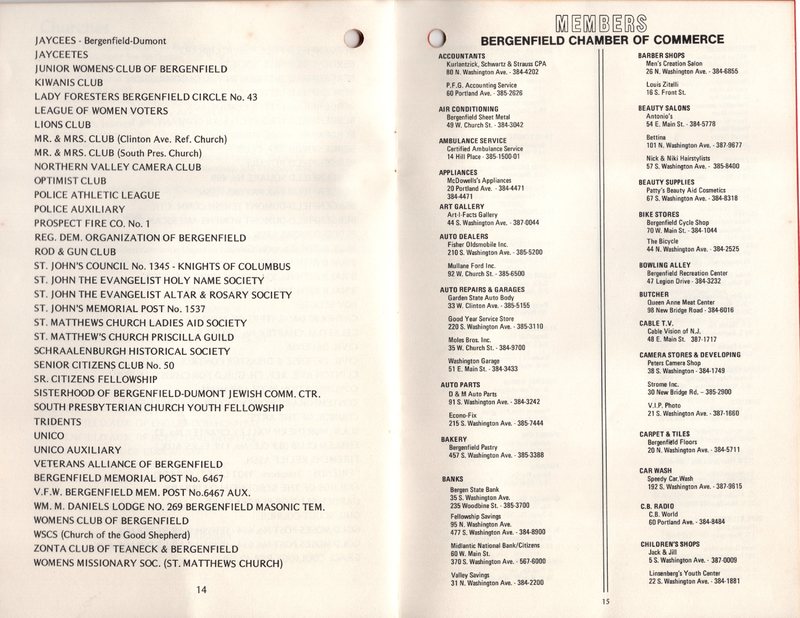 JAYCEES - Bergenfield-Dumont
JAYCEETES
JUNIOR WOMENS CLUB OF BERGENFIELD
KIWANIS CLUB
LADY FORESTERS BERGENFIELD CIRCLE No. 43
LEAGUE OF WOMEN VOTERS
LIONS CLUB
MR. & MRS. CLUB (Clinton Ave. Ref. Church)
MR. & MRS. CLUB (South Pres. Church)
NORTHERN VALLEY CAMERA CLUB
OPTIMIST CLUB
POLICE ATHLETIC LEAGUE
POLICE AUXILIARY
PROSPECT FIRE CO. No. 1
REG. DEM. ORGANIZATION OF BERGENFIELD
ROD & GUN CLUB
ST. JOHN'S COUNCIL No. 1345 - KNIGHTS OF COLUMBUS
ST. JOHN THE EVANGELIST HOLY NAME SOCIETY
ST. JOHN THE EVANGELIST ALTAR & ROSARY SOCIETY
ST. JOHN'S MEMORIAL POST No. 1537
ST. MATTHEWS CHURCH LADIES AID SOCIETY
ST. MATTHEW'S CHURCH PRISCILLA GUILD
SCHRAALENBURGH HISTORICAL SOCIETY
SENIOR CITIZENS CLUB No. 50
SR. CITIZENS FELLOWSHIP
SISTERHOOD OF BERGENFIELD-DUMONT JEWISH COMM. CTR.
SOUTH PRESBYTERIAN CHURCH YOUTH FELLOWSHIP
TRIDENTS
UNICO
UNICO AUXILIARY
VETERANS ALLIANCE OF BERGENFIELD
BERGENFIELD MEMORIAL POST No. 6467
V.F.W. BERGENFIELD MEM. POST No.6467 AUX.
WM. M. DANIELS LODGE NO. 269 BERGENFIELD MASONIC TEM.
WOMENS CLUB OF BERGENFIELD
WSCS (Church of the Good Shepherd)
ZONTA CLUB OF TEANECK & BERGENFIELD
WOMENS MISSIONARY SOC. (ST. MATTHEWS CHURCH)
14
MEMBERS
BERGENFIELD CHAMBER OF COMMERCE
ACCOUNTANTS
Kurlantzick, Schwartz & Strauss CPA
80 N. Washington Ave. - 384-4202
P.F.G. Accounting Service
60 Portland Ave. - 385-2626
AIR CONDITIONING
Bergenfield Sheet Metal
49 W. Church St. - 384-3042
AMBULANCE SERVICE
Certified Ambulance Service
14 Hill Place - 385-1500-01
APPLIANCES
McDowells's Appliances
20 Portland Ave. - 384-4471
384-4471
ART GALLERY
Art-I-Facts Gallery
44 S. Washington Ave. - 387-0044
AUTO DEALERS
Fisher Oldsmobile Inc.
210 S. Washington Ave. - 385-5200
Mullane Ford Inc.
92 W. Church St. - 385-6500
AUTO REPAIRS & GARAGES
Garden State Auto Body
33 W. Clinton Ave. - 385-5155
Good Year Service Store
220 S. Washington Ave. - 385-3110
Moles Bros. Inc.
35 W. Church St. - 384-9700
Washington Garage
51 E. Main St. - 384-3433
AUTO PARTS
D & M Auto Parts
91 S. Washington Ave. - 384-3242
Econo-Fix
215 S. Washington Ave. - 385-7444
BAKERY
Bergenfield Pastry
457 S. Washington Ave. - 385-3388
BANKS
Bergen State Bank
35 S. Washington Ave.
235 Woodbine St. - 385-3700
Fellowship Savings
95 N. Washington Ave.
477 S. Washington Ave. - 384-8900
Midlantic National Bank/Citizens
60 W. Main St.
370 S. Washington Ave. - 567-6000
Valley Savings
31 N. Washington Ave. - 384-2200
BARBER SHOPS
Men's Creation Salon
26 N. Washington Ave. - 384-6855
Louis Zitelli
16 S. Front St.
BEAUTY SALONS
Antonio's
54 E. Main St. - 384-5778
Bettina
101 N. Washington Ave. - 387-9677
Nick & Niki Hairstylists
57 S. Washington Ave. - 385-8400
BEAUTY SUPPLIES
Patty's Beauty Aid Cosmetics
67 S. Washington Ave. - 384-8318
BIKE STORES
Bergenfield Cycle Shop
70 W. Main St. - 384-1044
The Bicycle
44 N. Washington Ave. - 384-2525
BOWLING ALLEY
Bergenfield Recreation Center
47 Legion Drive - 384-3232
BUTCHER
Queen Anne Meat Center
98 New Bridge Road - 384-6016
CABLE T.V.
Cable Vision of N.J.
48 E. Main St. 387-1717
CAMERA STORES & DEVELOPING
Peters Camera Shop
38 S. Washington - 384-1749
Strome Inc.
30 New Bridge Rd. - 385-2900
V.I.P. Photo
21 S. Washington Ave. - 387-1660
CARPET & TILES
Bergenfield Floors
20 N. Washington Ave. - 384-5711
CAR WASH
Speedy Car Wash
192 S. Washington Ave. - 387-9615
C.B. RADIO
C.B. World
60 Portland Ave. - 384-8484
CHILDREN'S SHOPS
Jack & Jill
5 S. Washington Ave. - 387-0009
Linsenberg's Youth Center
22 S. Washington Ave. - 384-1881
15